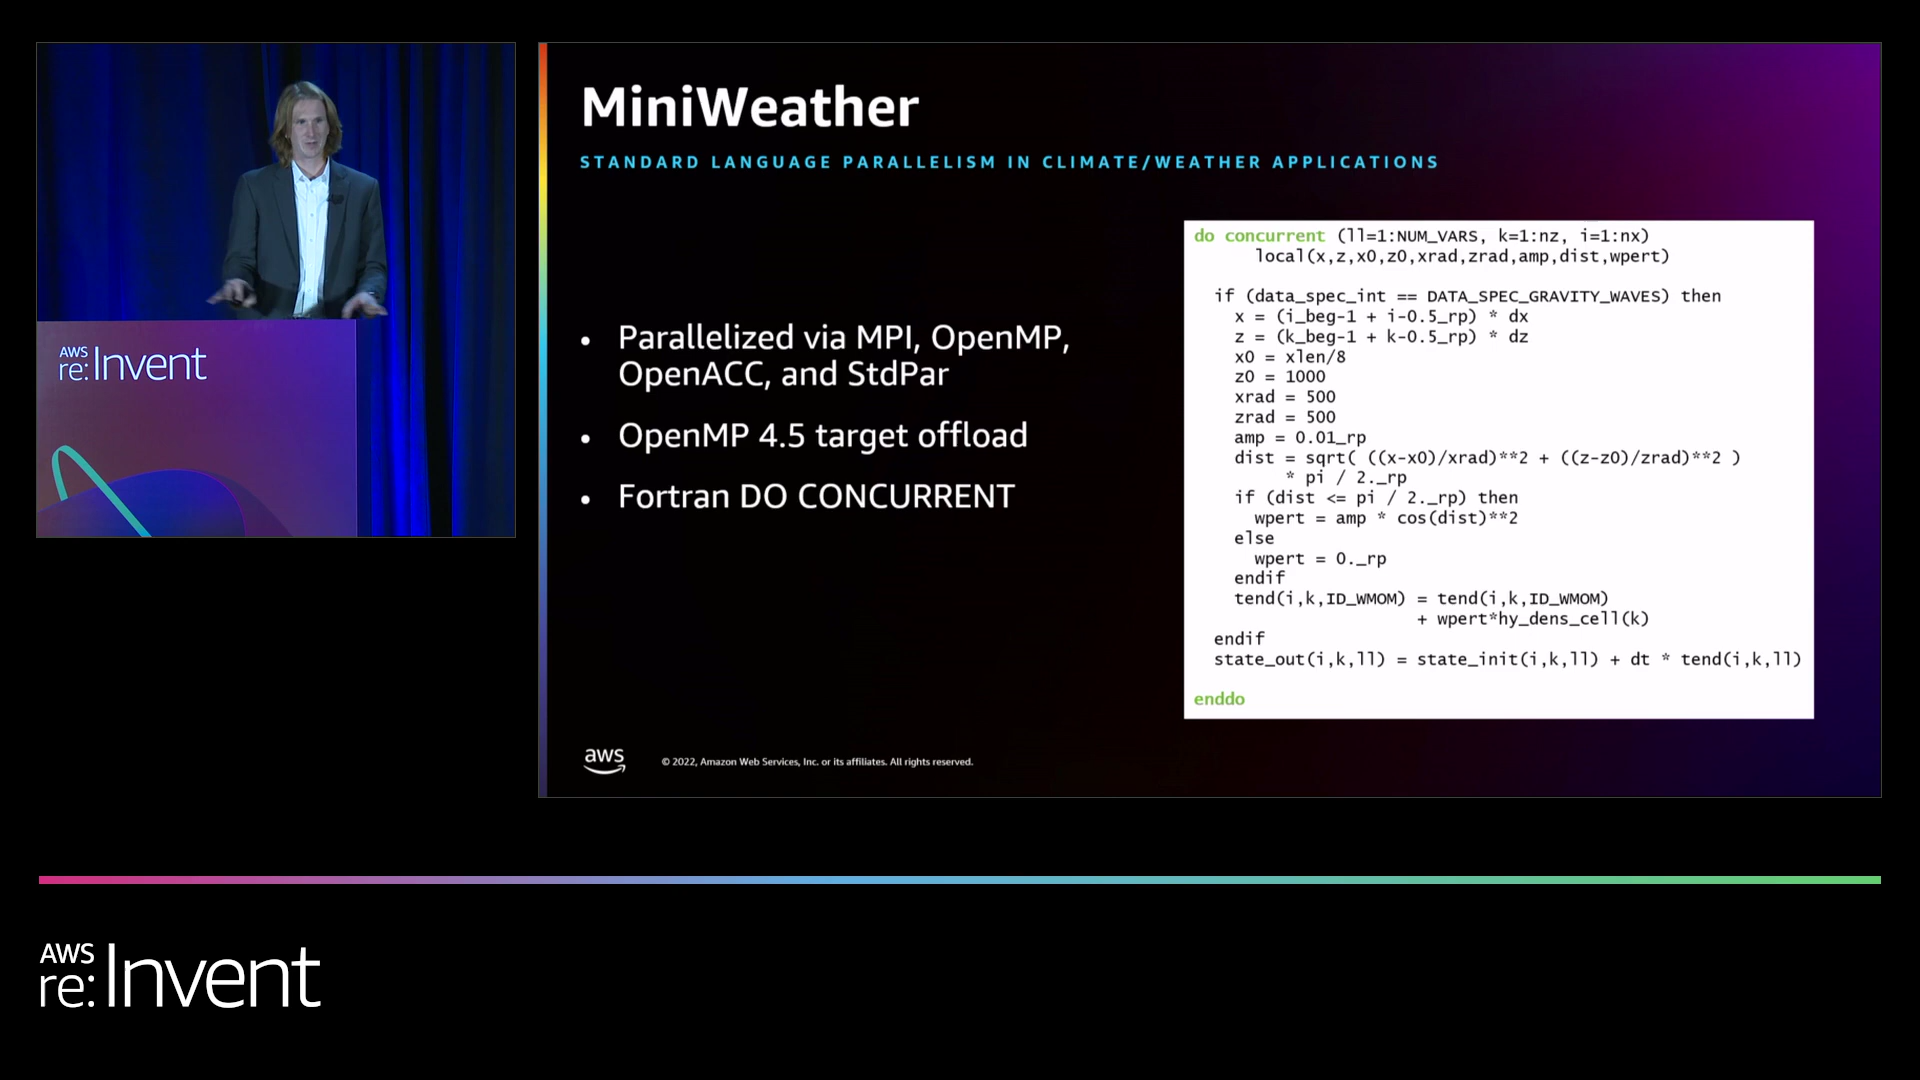 AWS
re:Invent
MiniWeather
STANDARD LANGUAGE PARALLELISM IN CLIMATE/WEATHER APPLICATIONS
• Parallelized via MPI, OpenMP,
OpenACC, and StdPar
• OpenMP 4.5 target offload
• Fortran DO CONCURRENT
do concurrent (ll=1:NUM_VARS, k=1:nz, i=1:nx)
local(x,z,x0,z0,xrad,zrad,amp,dist,wpert)
if (data_spec_int == DATA_SPEC_GRAVITY_WAVES) then
x = (i_beg-1 + i-0.5_rp) * dx
z = (k_beg-1 + k-0.5_rp) * dz
x0 = xlen/8
z0 = 1000
xrad = 500
zrad = 500
amp = 0.01_rp
dist = sqrt( ((x-x0)/xrad)**2 + ((z-z0)/zrad)**2 )
* pi / 2._rp
if (dist <= pi / 2._rp) then
wpert = amp * cos(dist)**2
else
wpert = 0._rp
endif
tend(i,k,ID_WMOM) = tend(i,k,ID_WMOM)
+ wpert*hy_dens_cell(k)
endif
state_out(i,k,ll) = state_init(i,k,ll) + dt * tend(i,k,ll)
enddo
aws
© 2022, Amazon Web Services, Inc. or its affiliates. All rights reserved.
AWS
re:Invent